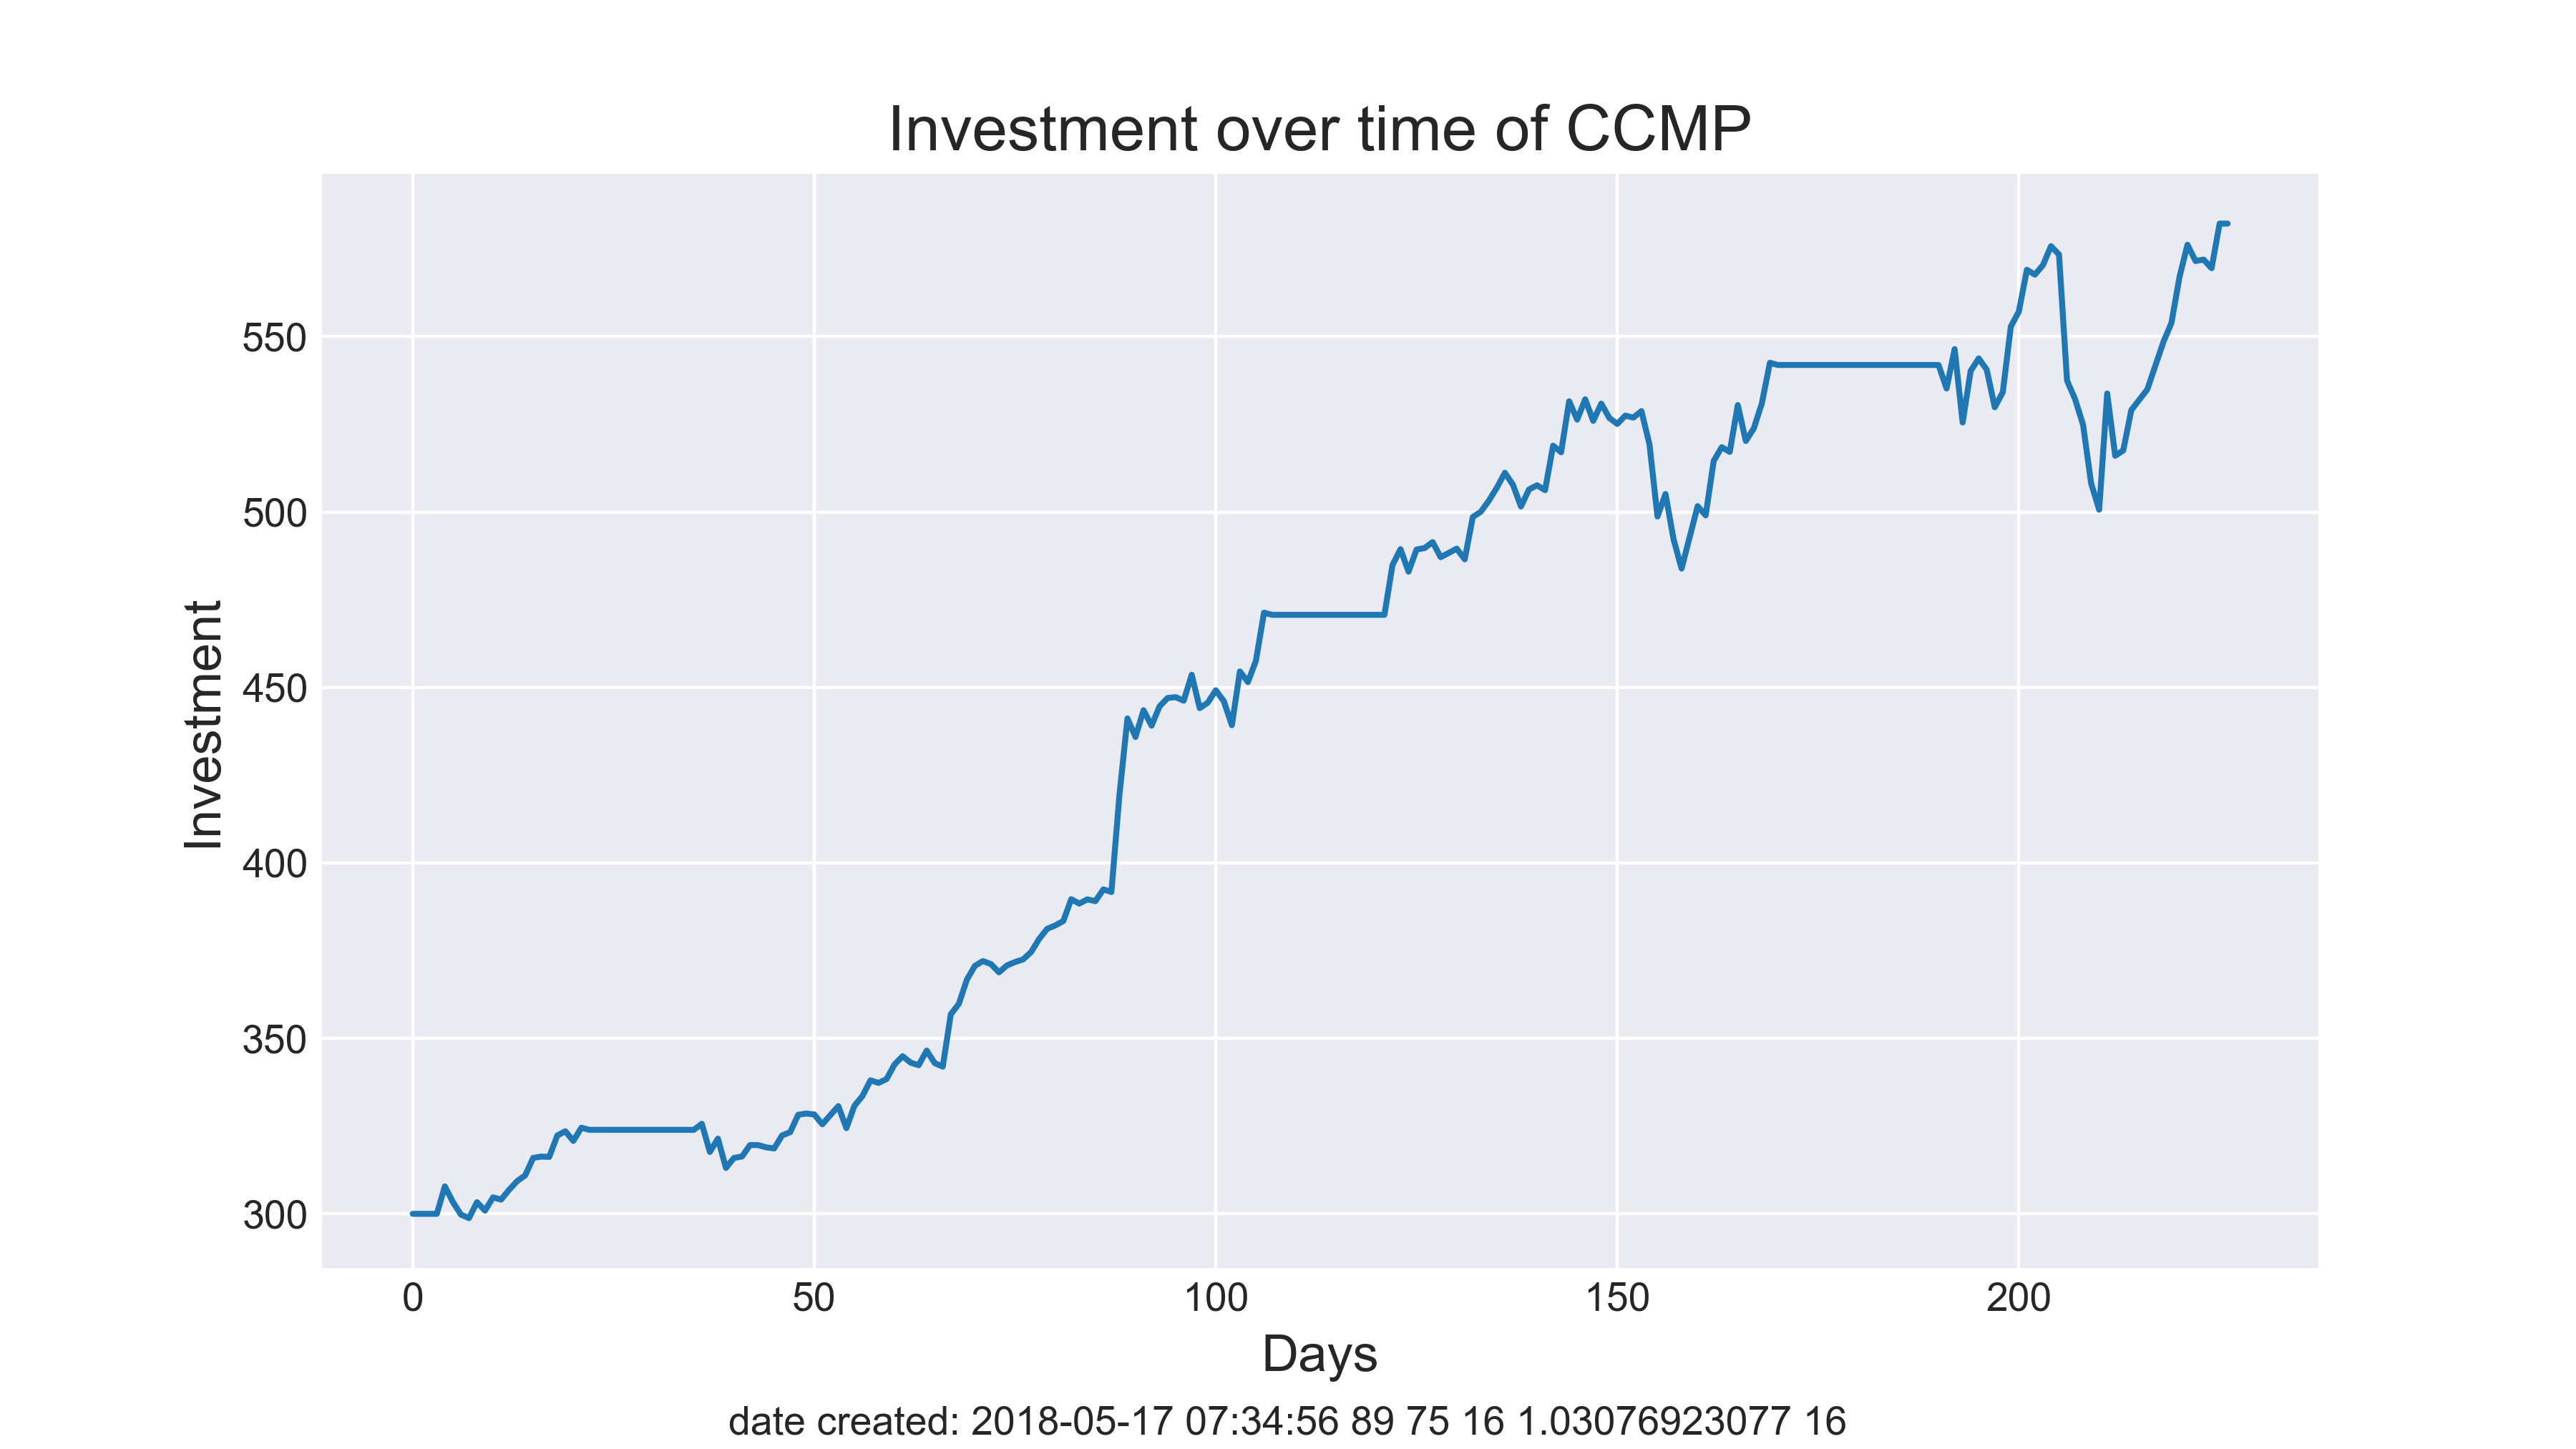 Investment over time of CCMP
Investment
550
500
450
400
350
300
0 50 100 150 200
Days
date created: 2018-05-17 07:34:56 89 75 16 1.03076923077 16